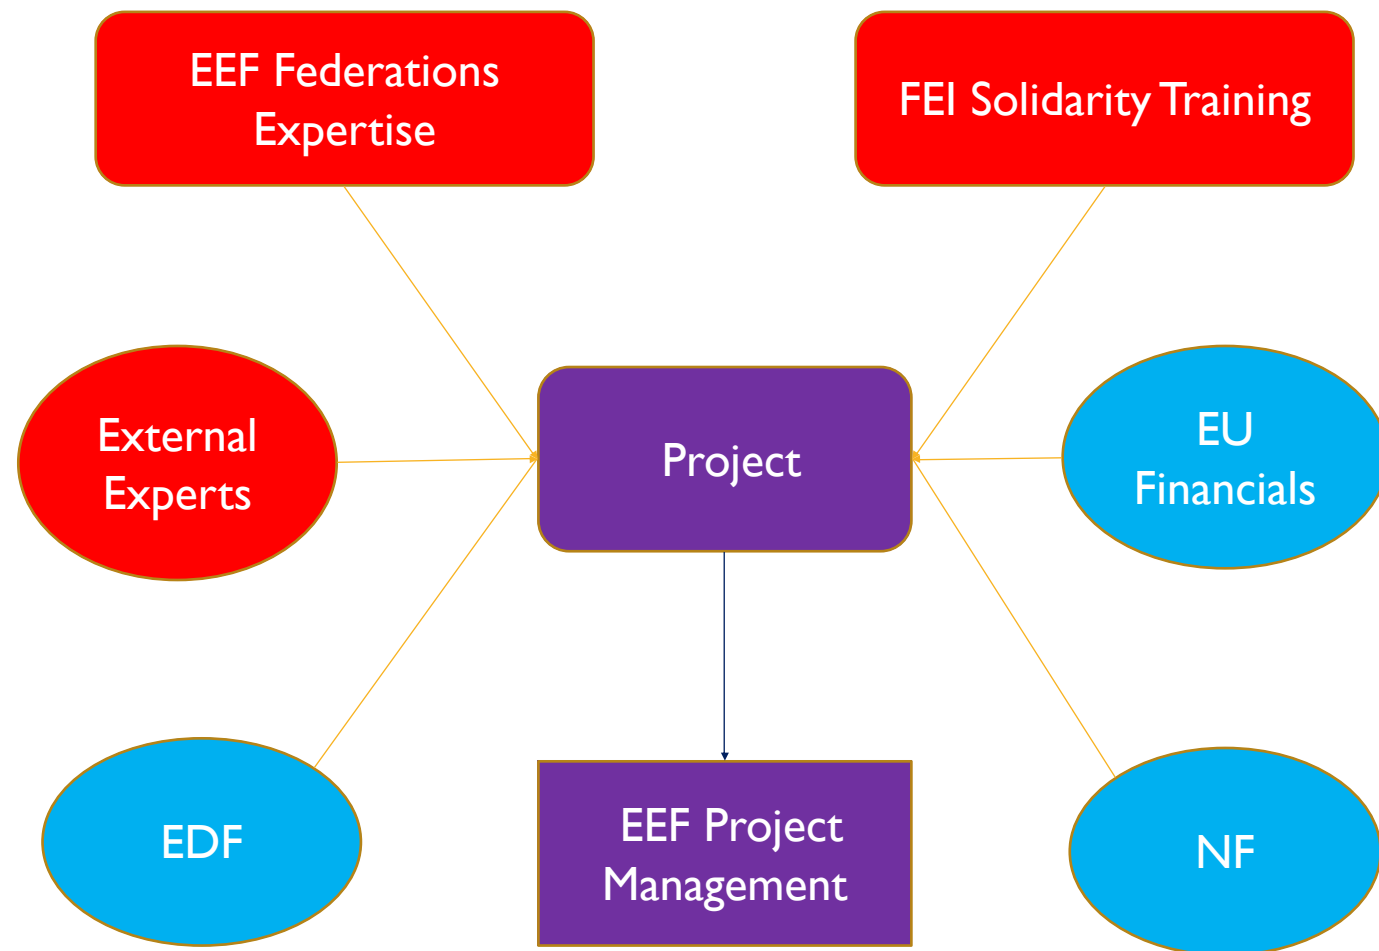 EEF Federations
Expertise
FEI Solidarity Training
External
Experts
Project
EU
Financials
EDF
EEF Project
Management
NF